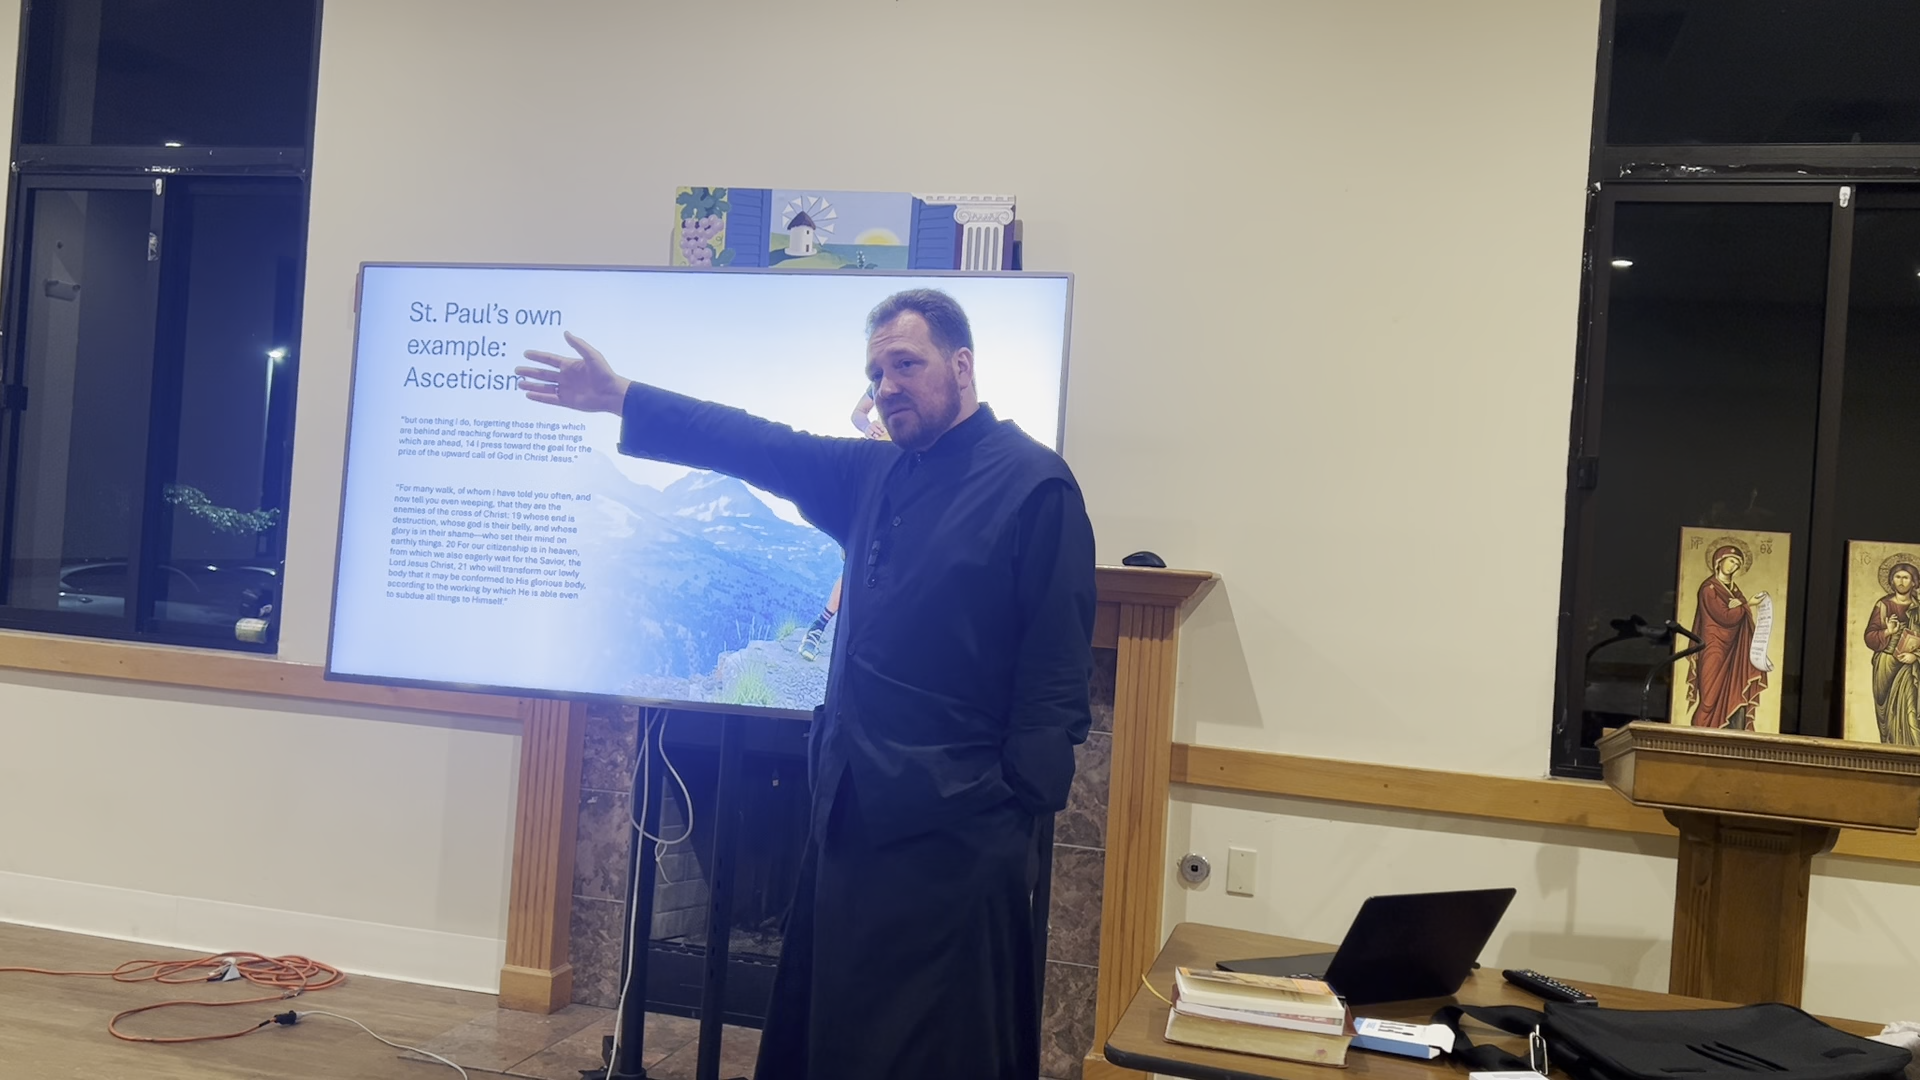 St. Paul's own
example:
Asceticism
"but one thing I do, forgetting those things which
are behind and reaching forward to those things
which are ahead, 14 I press toward the goal for the
prize of the upward call of God in Christ Jesus."
"For many walk, of whom I have told you often, and
now tell you even weeping, that they are the
enemies of the cross of Christ: 19 whose end is
destruction, whose god is their belly, and whose
glory is in their shame—who set their mind on
earthly things. 20 For our citizenship is in heaven,
from which we also eagerly wait for the Savior, the
Lord Jesus Christ, 21 who will transform our lowly
body that it may be conformed to His glorious body,
according to the working by which He is able even
to subdue all things to Himself."